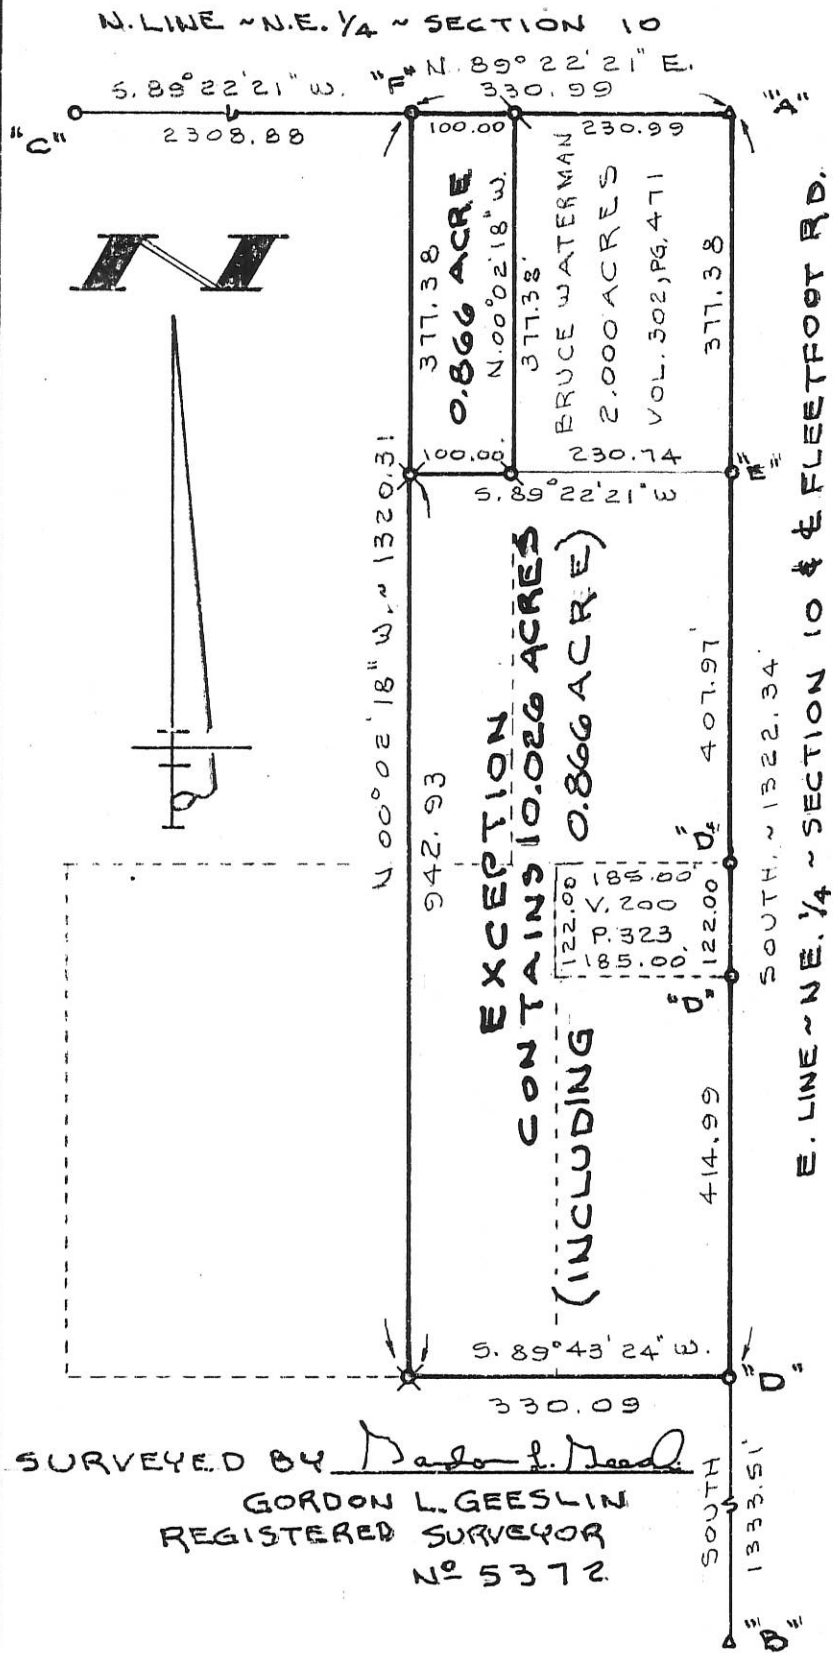 N. LINE ~ N.E. 1/4 ~ SECTION 10
S. 89° 22' 21" W.
"F"
N. 89° 22' 21" E.
330.99
"C"
2308.88
100.00
230.99
"A"
377.38
0.866 ACRE
N. 00° 02' 18" W.
377.38'
BRUCE WATERMAN
2.000 ACRES
VOL. 302, PG. 471
377.38
N
100.00
230.74
"E"
S. 89° 22' 21" W
N. 00° 02' 18" W. ~ 1320.31
942.93
EXCEPTION
CONTAINS 10.026 ACRES
(INCLUDING 0.866 ACRE)
407.97'
SOUTH. ~ 1322.34'
E. LINE ~ NE. 1/4 ~ SECTION 10 & ℄ FLEETFOOT RD.
122.00
185.00'
V. 200
P. 323
185.00'
122.00
414.99
S. 89° 43' 24" W.
"D"
330.09
SURVEYED BY
GORDON L. GEESLIN
REGISTERED SURVEYOR
Nº 5372
SOUTH
1333.51'
"B"